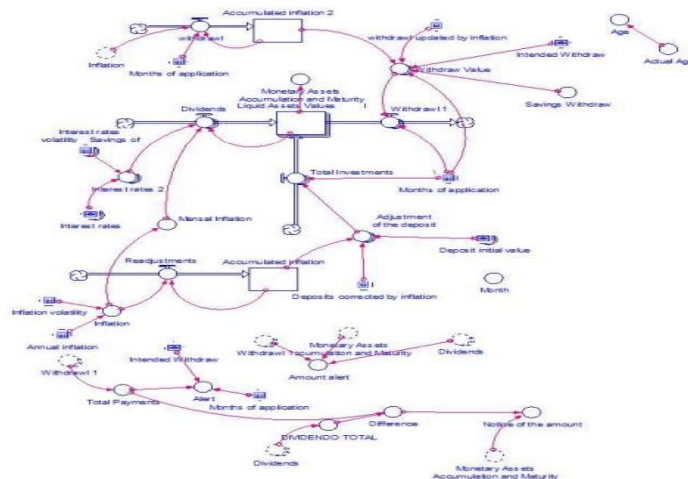 Accumulated inflation 2
withdrawl
withdrawl updated by inflation
Inflation
Months of application
Intended Withdraw
Withdraw Value
Age
Actual Ag
Savings Withdraw
Monetary Assets
Accumulation and Maturity
Liquid Assets Values
Dividends
Withdrawl 1
Interest rates
volatility Savings of
Interest rates 2
Interest rates
Total Investments
Months of application
Mensal Inflation
Adjustment
of the deposit
Deposit initial value
Readjustments
Accumulated inflation
Deposits corrected by inflation
Month
Inflation volatility
Inflation
Annual Inflation
Intended Withdraw
Monetary Assets
Withdrawl 1 ccumulation and Maturity
Dividends
Withdrawl 1
Amount alert
Total Payments
Alert
Months of application
Difference
Notice of the amount
DIVIDENDO TOTAL
Dividends
Monetary Assets
Accumulation and Maturity